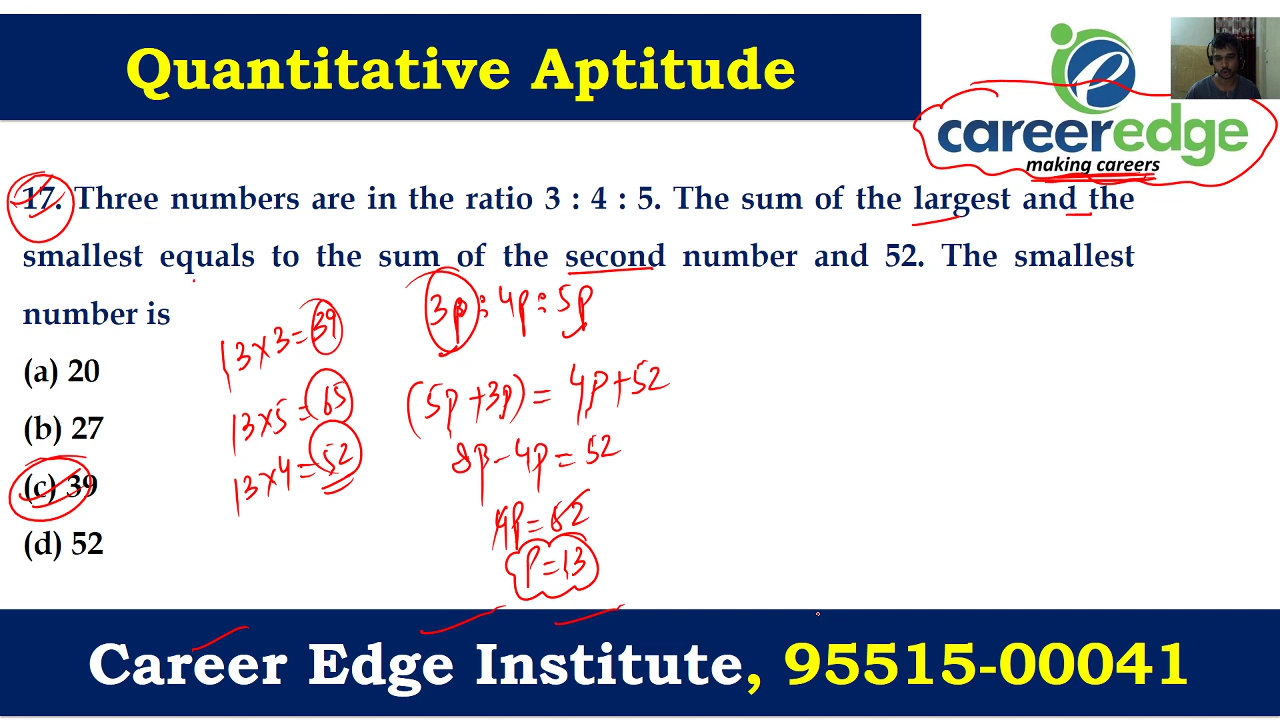 Quantitative Aptitude
careeredge
making careers
17. Three numbers are in the ratio 3 : 4 : 5. The sum of the largest and the
smallest equals to the sum of the second number and 52. The smallest
number is
(a) 20
(b) 27
(c) 39
(d) 52
13×3=39
13×5=65
13×4=52
3p:4p:5p
(5p+3p)=4p+52
8p-4p=52
4p=52
p=13
Career Edge Institute, 95515-00041